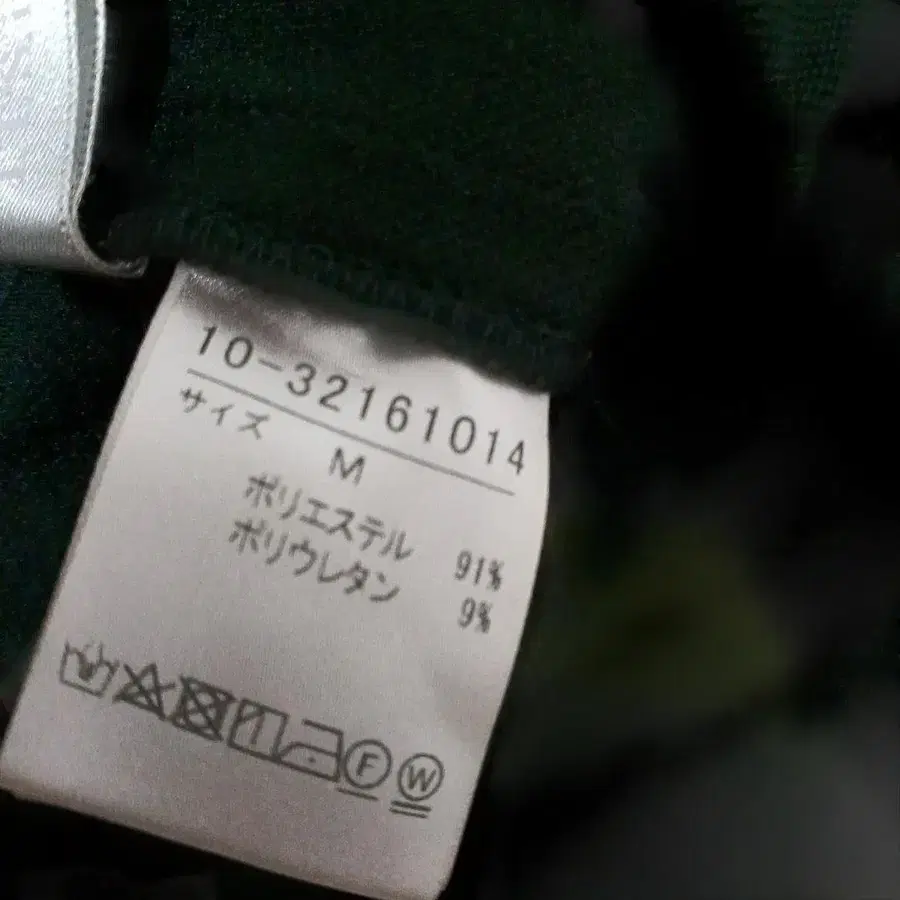 10-32161014
サイズ
M
ポリエステル 91%
ポリウレタン 9%
F W